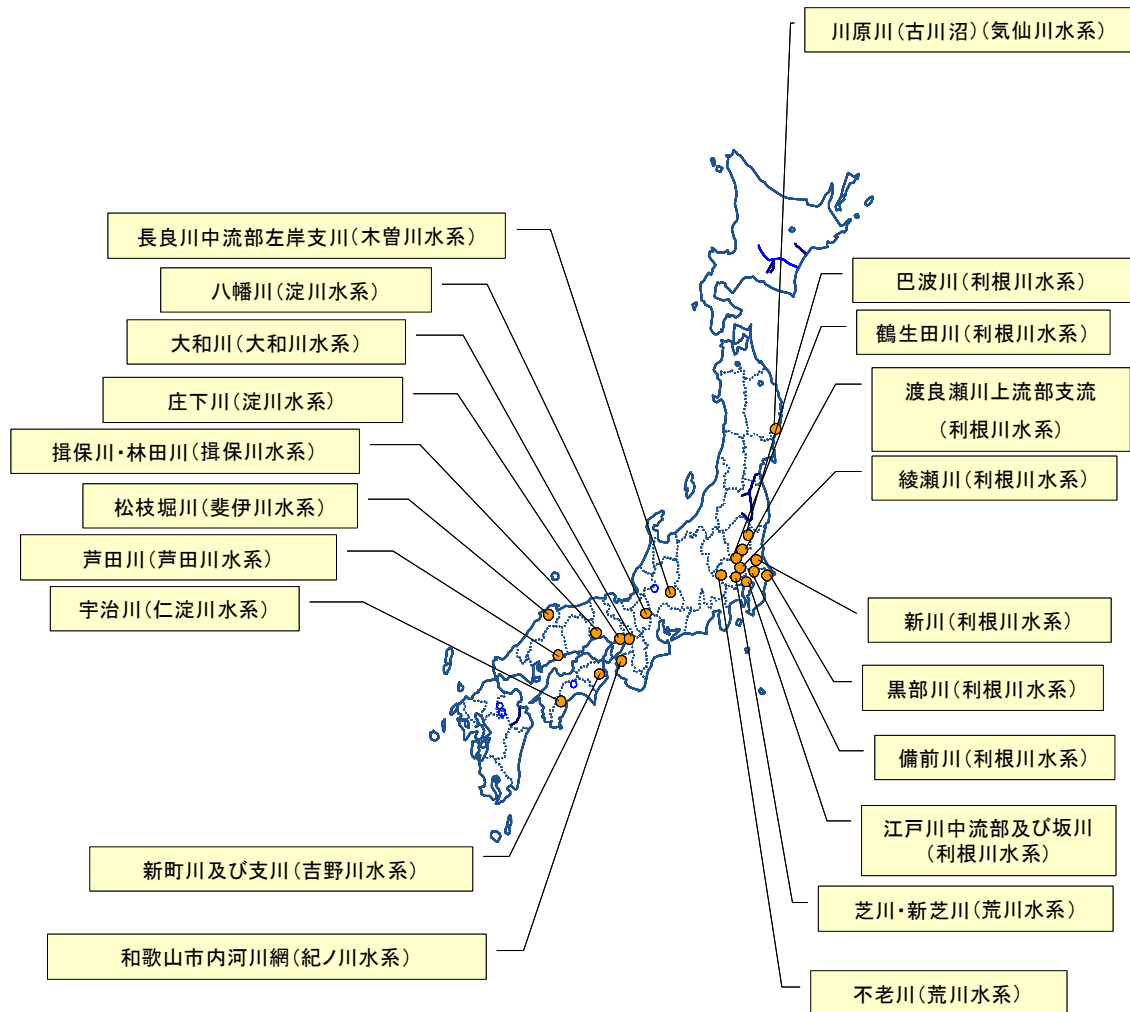 川原川(古川沼)(気仙川水系)
長良川中流部左岸支川(木曽川水系)
八幡川(淀川水系)
大和川(大和川水系)
庄下川(淀川水系)
揖保川・林田川(揖保川水系)
松枝堀川(斐伊川水系)
芦田川(芦田川水系)
宇治川(仁淀川水系)
新町川及び支川(吉野川水系)
和歌山市内河川網(紀ノ川水系)
巴波川(利根川水系)
鶴生田川(利根川水系)
渡良瀬川上流部支流
(利根川水系)
綾瀬川(利根川水系)
新川(利根川水系)
黒部川(利根川水系)
備前川(利根川水系)
江戸川中流部及び坂川
(利根川水系)
芝川・新芝川(荒川水系)
不老川(荒川水系)